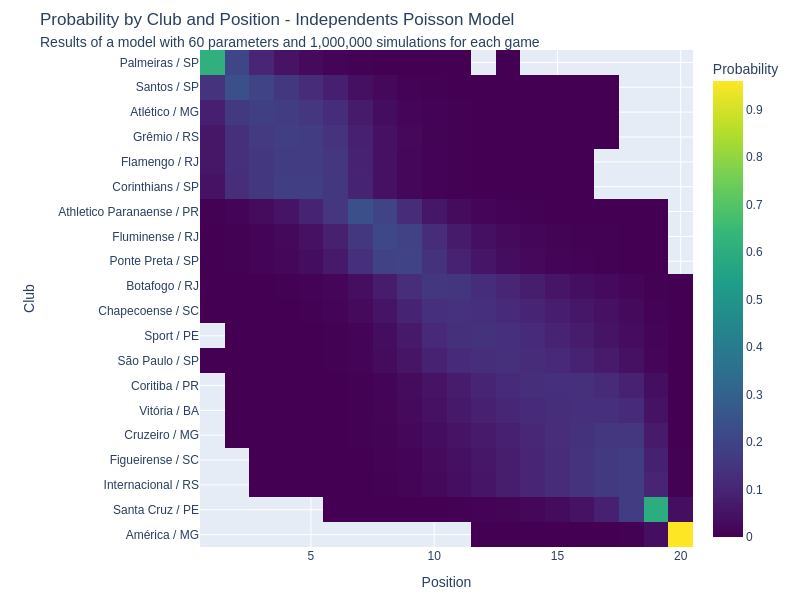 Probability by Club and Position - Independents Poisson Model
Results of a model with 60 parameters and 1,000,000 simulations for each game
Probability
Club
Palmeiras / SP
Santos / SP
Atlético / MG
Grêmio / RS
Flamengo / RJ
Corinthians / SP
Athletico Paranaense / PR
Fluminense / RJ
Ponte Preta / SP
Botafogo / RJ
Chapecoense / SC
Sport / PE
São Paulo / SP
Coritiba / PR
Vitória / BA
Cruzeiro / MG
Figueirense / SC
Internacional / RS
Santa Cruz / PE
América / MG
0.9
0.8
0.7
0.6
0.5
0.4
0.3
0.2
0.1
0
5 10 15 20
Position